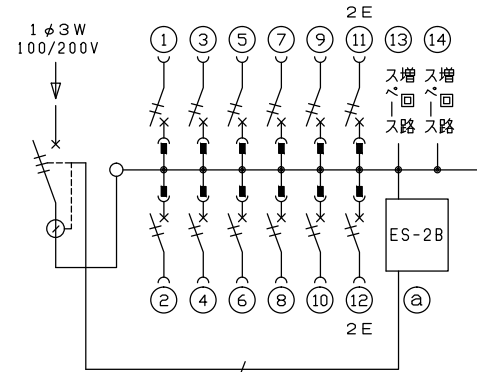 1φ3W
100/200V
2E
① ③ ⑤ ⑦ ⑨ ⑪ ⑬ ⑭
増回路
スペース
増回路
スペース
ES-2B
② ④ ⑥ ⑧ ⑩ ⑫ ⓐ
2E